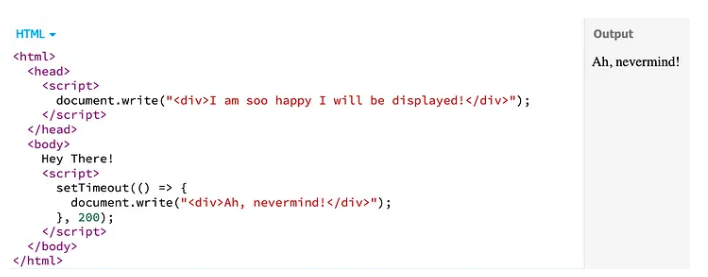 HTML
Output
<html>
  <head>
    <script>
      document.write("<div>I am soo happy I will be displayed!</div>");
    </script>
  </head>
  <body>
    Hey There!
    <script>
      setTimeout(() => {
        document.write("<div>Ah, nevermind!</div>");
      }, 200);
    </script>
  </body>
</html>
Ah, nevermind!